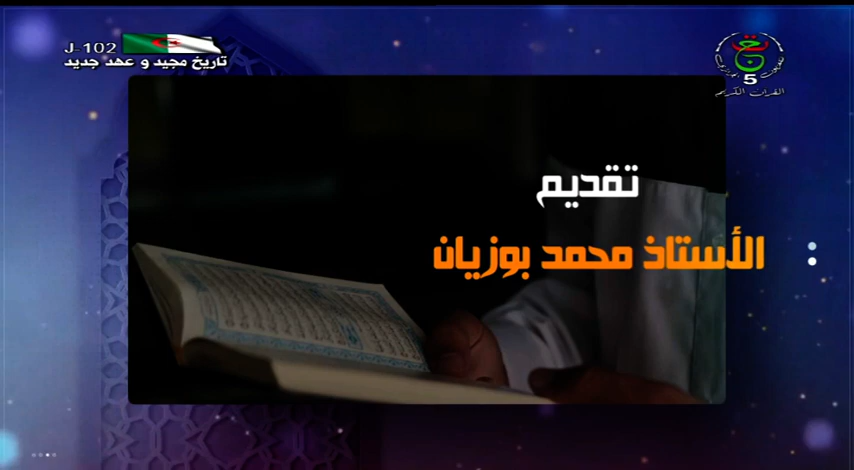 J-102
تاريخ مجيد و عهد جديد
5
القرآن الكريم
تقديم
الأستاذ محمد بوزيان :